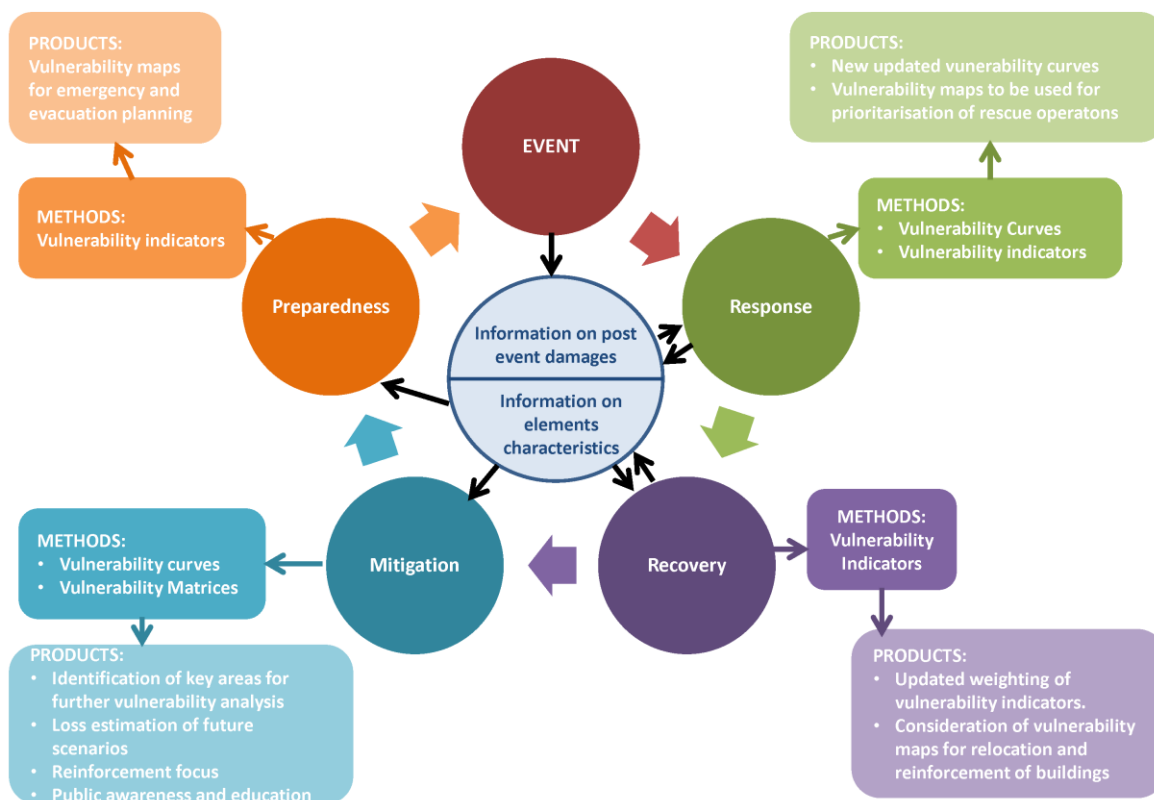 PRODUCTS:
Vulnerability maps
for emergency and
evacuation planning
METHODS:
Vulnerability indicators
Preparedness
EVENT
PRODUCTS:
• New updated vunerability curves
• Vulnerability maps to be used for
prioritarisation of rescue operatons
METHODS:
• Vulnerability Curves
• Vulnerability indicators
Response
Information on post
event damages
Information on
elements
characteristics
METHODS:
• Vulnerability curves
• Vulnerability Matrices
Mitigation
Recovery
METHODS:
Vulnerability
Indicators
PRODUCTS:
• Identification of key areas for
further vulnerability analysis
• Loss estimation of future
scenarios
• Reinforcement focus
• Public awareness and education
PRODUCTS:
• Updated weighting of
vulnerability indicators.
• Consideration of vulnerability
maps for relocation and
reinforcement of buildings